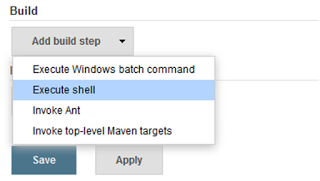 Build
Add build step
Execute Windows batch command
Execute shell
Invoke Ant
Invoke top-level Maven targets
Save
Apply